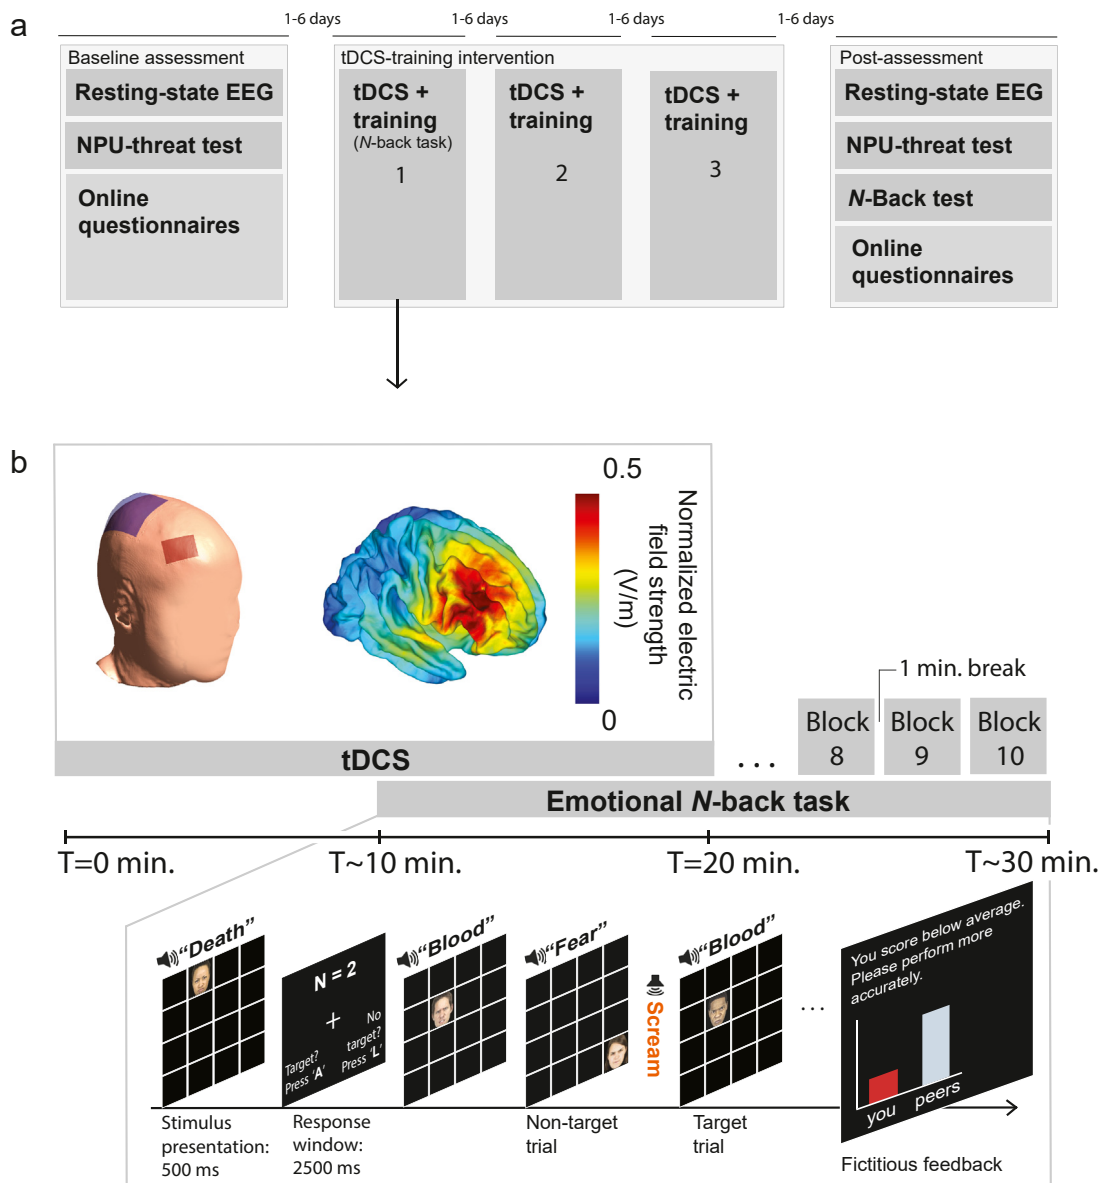 a
1-6 days
1-6 days
1-6 days
1-6 days
Baseline assessment
Resting-state EEG
NPU-threat test
Online
questionnaires
tDCS-training intervention
tDCS +
training
(N-back task)
1
tDCS +
training
2
tDCS +
training
3
Post-assessment
Resting-state EEG
NPU-threat test
N-Back test
Online
questionnaires
b
0.5
Normalized electric
field strength
(V/m)
0
tDCS
...
1 min. break
Block
8
Block
9
Block
10
Emotional N-back task
T=0 min.
T~10 min.
T=20 min.
T~30 min.
“Death”
N = 2
+
Target?
Press ‘A’
No
target?
Press ‘L’
“Blood”
“Fear”
Scream
“Blood”
...
You score below average.
Please perform more
accurately.
you
peers
Stimulus
presentation:
500 ms
Response
window:
2500 ms
Non-target
trial
Target
trial
Fictitious feedback